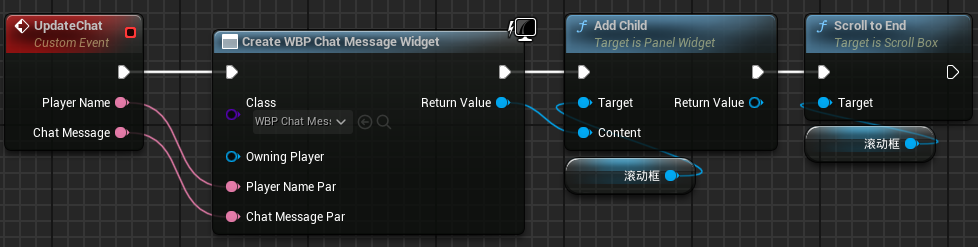 UpdateChat
Custom Event
Player Name
Chat Message
Create WBP Chat Message Widget
Class
WBP Chat Mes
Owning Player
Player Name Par
Chat Message Par
Return Value
Add Child
Target is Panel Widget
Target
Return Value
Content
滚动框
Scroll to End
Target is Scroll Box
Target
滚动框